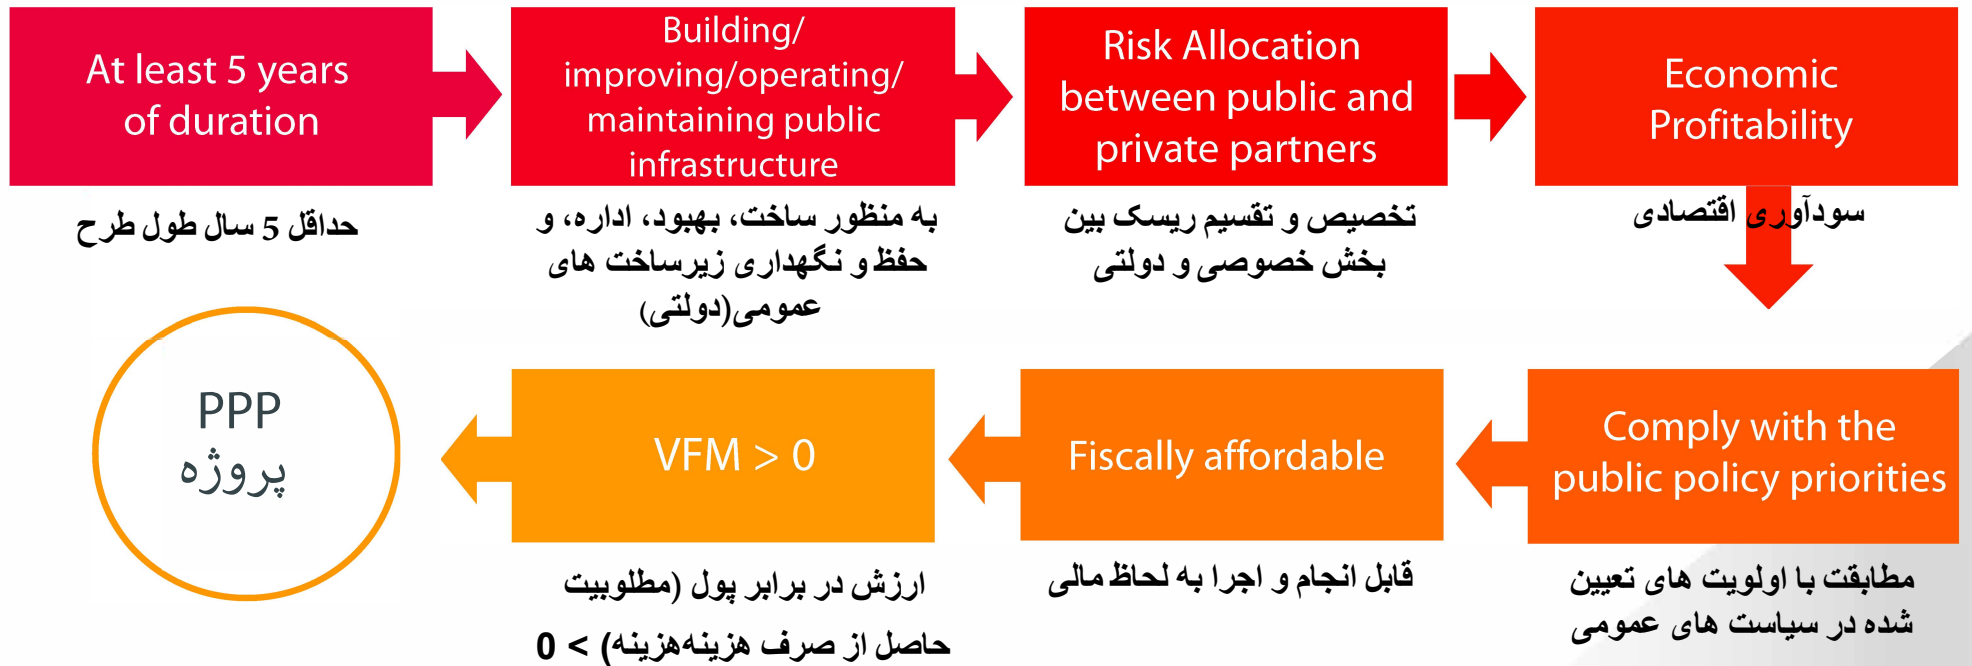 At least 5 years
of duration
حداقل 5 سال طول طرح
Building/
improving/operating/
maintaining public
infrastructure
به منظور ساخت، بهبود، اداره، و
حفظ و نگهداری زیرساخت های
عمومی(دولتی)
Risk Allocation
between public and
private partners
تخصیص و تقسیم ریسک بین
بخش خصوصی و دولتی
Economic
Profitability
سودآوری اقتصادی
Comply with the
public policy priorities
مطابقت با اولویت های تعیین
شده در سیاست های عمومی
Fiscally affordable
قابل انجام و اجرا به لحاظ مالی
VFM > 0
ارزش در برابر پول (مطلوبیت
حاصل از صرف هزینه‌هزینه) > 0
PPP
پروژه